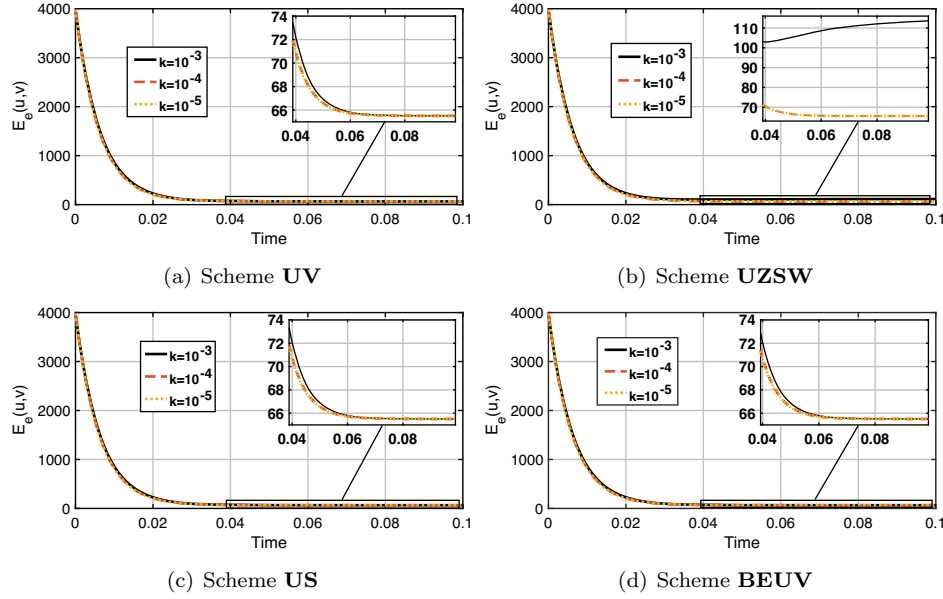 4000
3000
2000
1000
0
E_e(u,v)
k=10^-3
k=10^-4
k=10^-5
74
72
70
68
66
0.04 0.06 0.08
0 0.02 0.04 0.06 0.08 0.1
Time
(a) Scheme UV
4000
3000
2000
1000
0
E_e(u,v)
k=10^-3
k=10^-4
k=10^-5
110
100
90
80
70
0.04 0.06 0.08
0 0.02 0.04 0.06 0.08 0.1
Time
(b) Scheme UZSW
4000
3000
2000
1000
0
E_e(u,v)
k=10^-3
k=10^-4
k=10^-5
74
72
70
68
66
0.04 0.06 0.08
0 0.02 0.04 0.06 0.08 0.1
Time
(c) Scheme US
4000
3000
2000
1000
0
E_e(u,v)
k=10^-3
k=10^-4
k=10^-5
74
72
70
68
66
0.04 0.06 0.08
0 0.02 0.04 0.06 0.08 0.1
Time
(d) Scheme BEUV